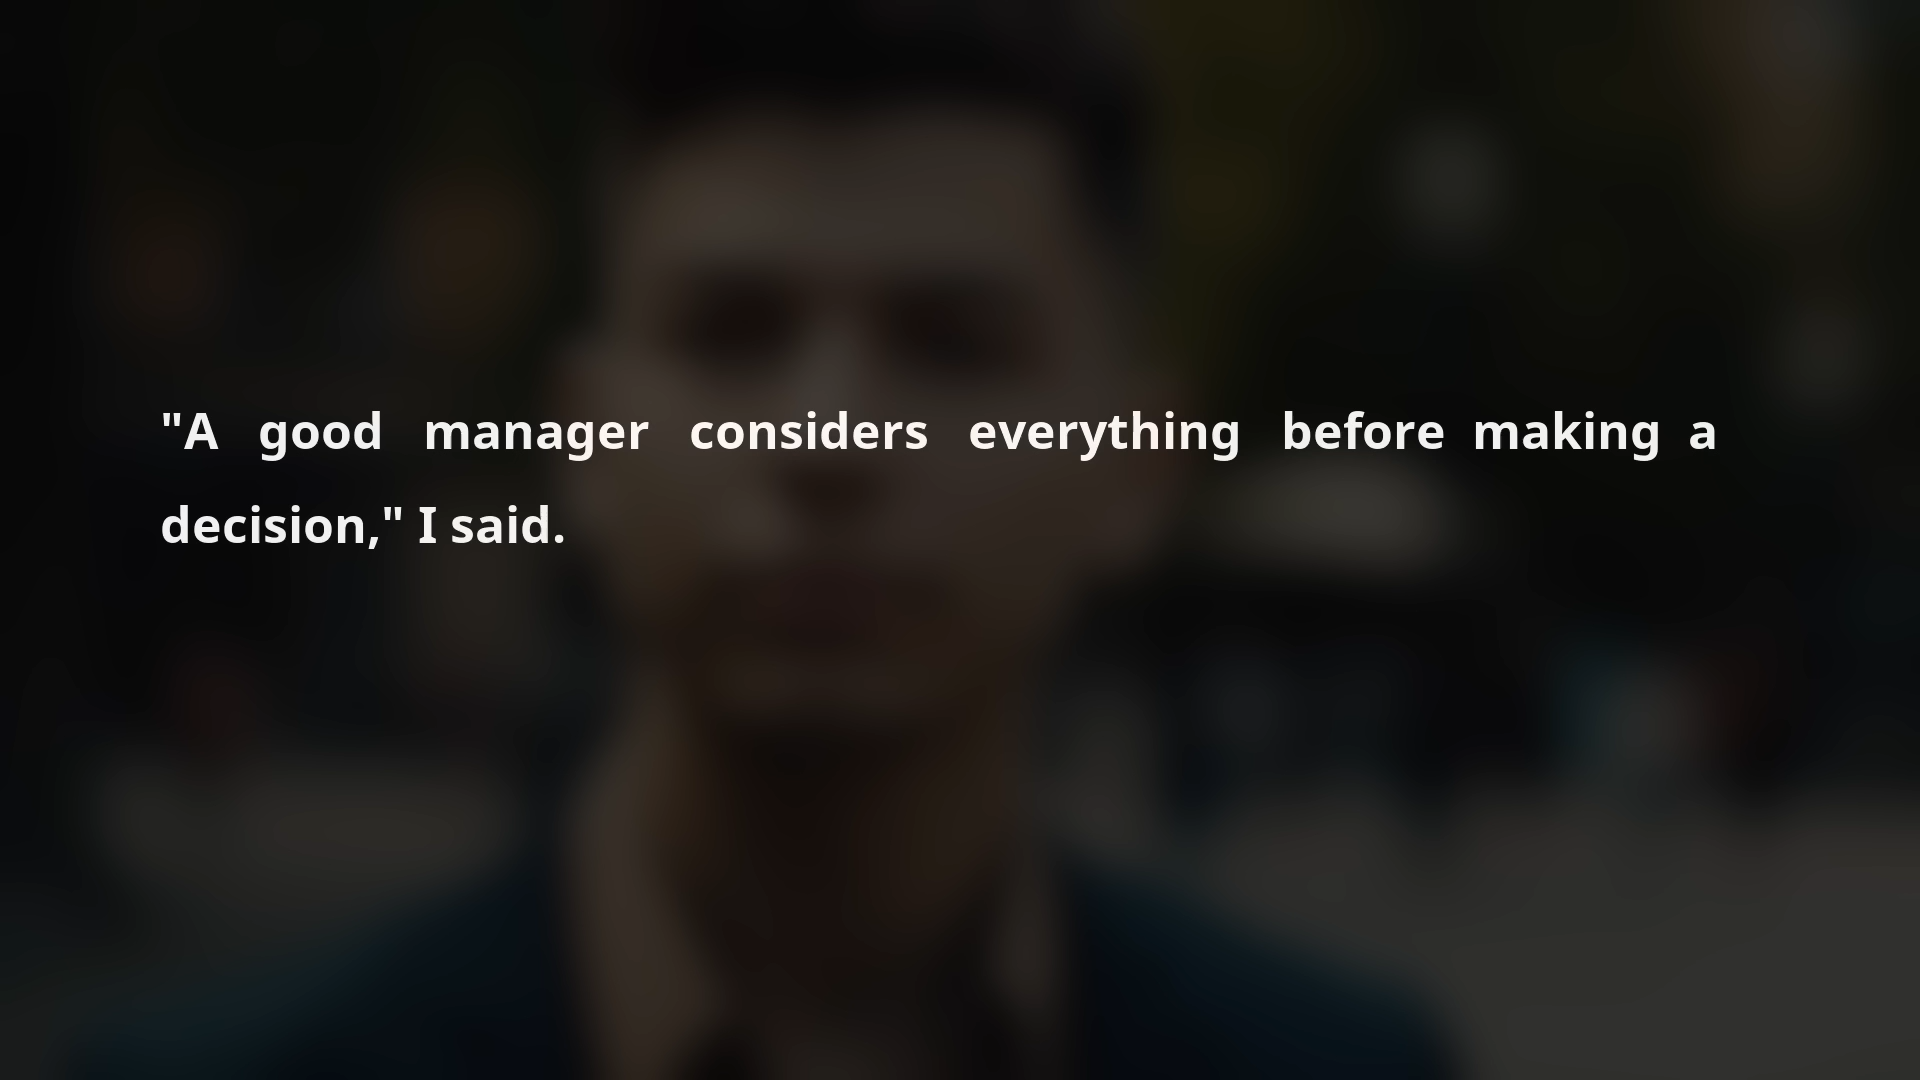 "A good manager considers everything before making a
decision," I said.